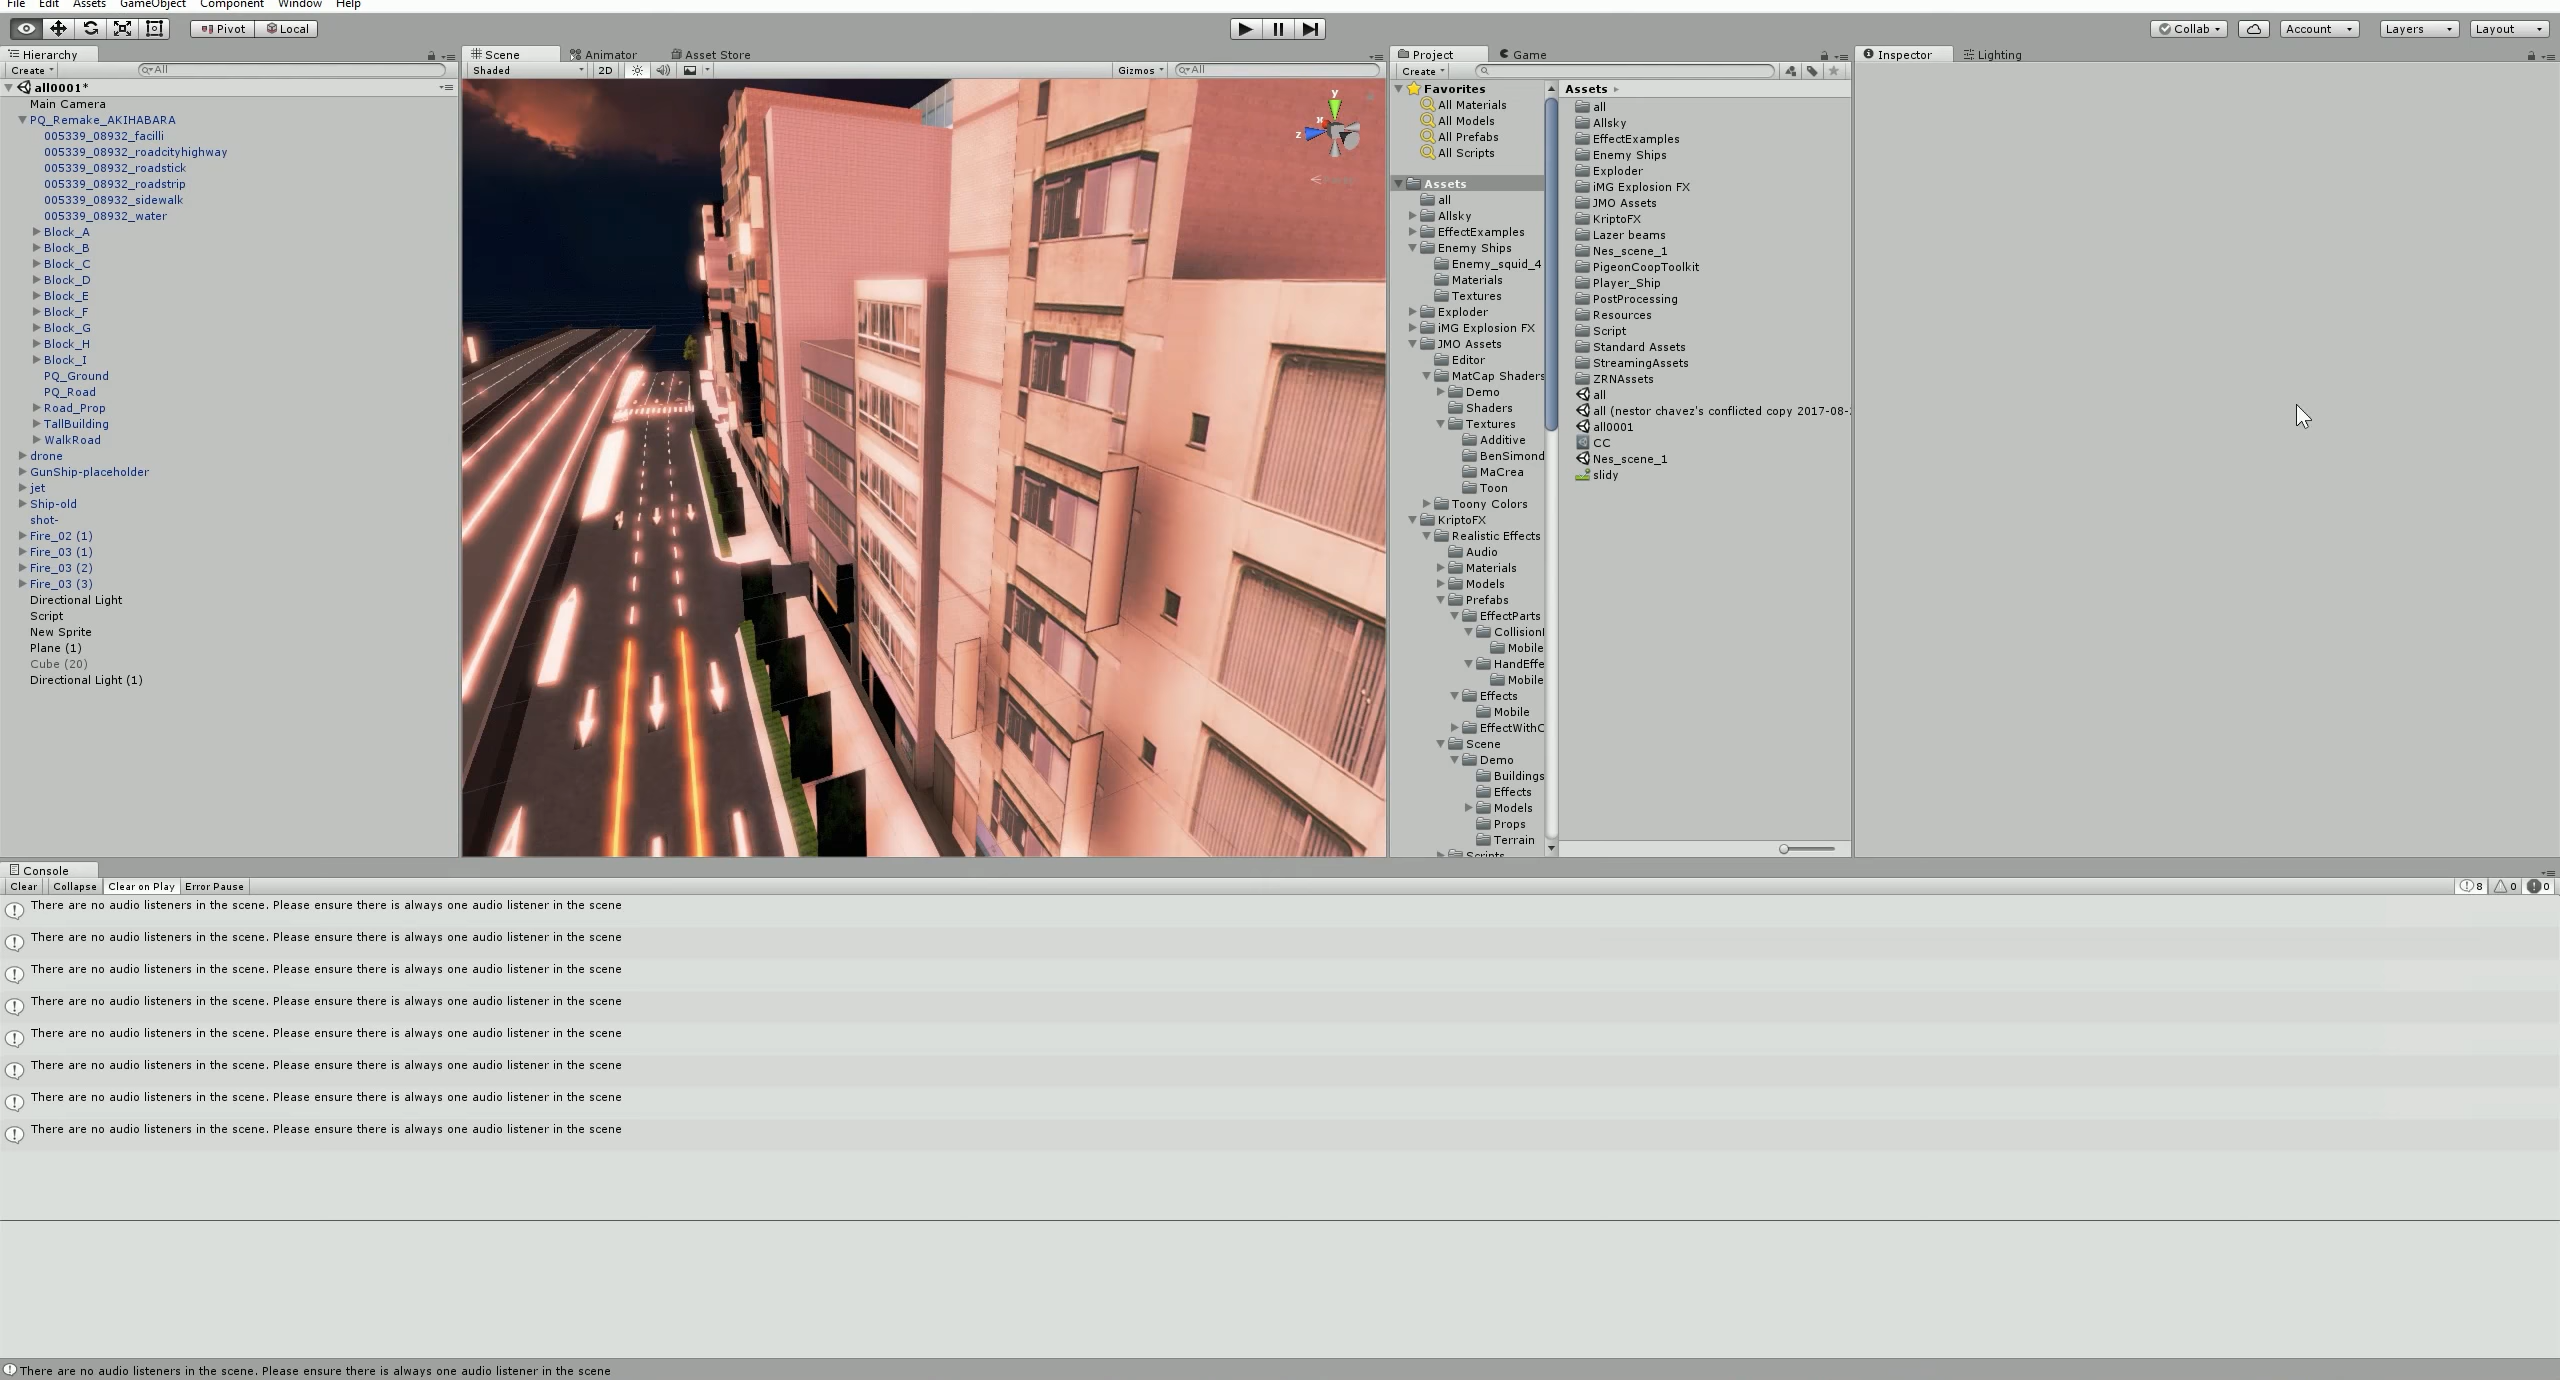 File Edit Assets GameObject Component Window Help
Pivot Local
Collab Account Layers Layout
Hierarchy
Create All
all0001*
Main Camera
PQ_Remake_AKIHABARA
005339_08932_facilli
005339_08932_roadcityhighway
005339_08932_roadstick
005339_08932_roadstrip
005339_08932_sidewalk
005339_08932_water
Block_A
Block_B
Block_C
Block_D
Block_E
Block_F
Block_G
Block_H
Block_I
PQ_Ground
PQ_Road
Road_Prop
TallBuilding
WalkRoad
drone
GunShip-placeholder
jet
Ship-old
shot-
Fire_02 (1)
Fire_03 (1)
Fire_03 (2)
Fire_03 (3)
Directional Light
Script
New Sprite
Plane (1)
Cube (20)
Directional Light (1)
Scene Animator Asset Store
Shaded 2D Gizmos All
y
x
z
Project Game
Create
Favorites
All Materials
All Models
All Prefabs
All Scripts
Assets
all
Allsky
EffectExamples
Enemy Ships
Enemy_squid_4
Materials
Textures
Exploder
iMG Explosion FX
JMO Assets
Editor
MatCap Shaders
Demo
Shaders
Textures
Additive
BenSimond
MaCrea
Toon
Toony Colors
KriptoFX
Realistic Effects
Audio
Materials
Models
Prefabs
EffectParts
Collision
Mobile
HandEffe
Mobile
Effects
Mobile
EffectWithC
Scene
Demo
Buildings
Effects
Models
Props
Terrain
Scripts
Assets
all
Allsky
EffectExamples
Enemy Ships
Exploder
iMG Explosion FX
JMO Assets
KriptoFX
Lazer beams
Nes_scene_1
PigeonCoopToolkit
Player_Ship
PostProcessing
Resources
Script
Standard Assets
StreamingAssets
ZRNAssets
all
all (nestor chavez's conflicted copy 2017-08-
all0001
CC
Nes_scene_1
slidy
Inspector Lighting
Console
Clear Collapse Clear on Play Error Pause 8 0 0
There are no audio listeners in the scene. Please ensure there is always one audio listener in the scene
There are no audio listeners in the scene. Please ensure there is always one audio listener in the scene
There are no audio listeners in the scene. Please ensure there is always one audio listener in the scene
There are no audio listeners in the scene. Please ensure there is always one audio listener in the scene
There are no audio listeners in the scene. Please ensure there is always one audio listener in the scene
There are no audio listeners in the scene. Please ensure there is always one audio listener in the scene
There are no audio listeners in the scene. Please ensure there is always one audio listener in the scene
There are no audio listeners in the scene. Please ensure there is always one audio listener in the scene
There are no audio listeners in the scene. Please ensure there is always one audio listener in the scene